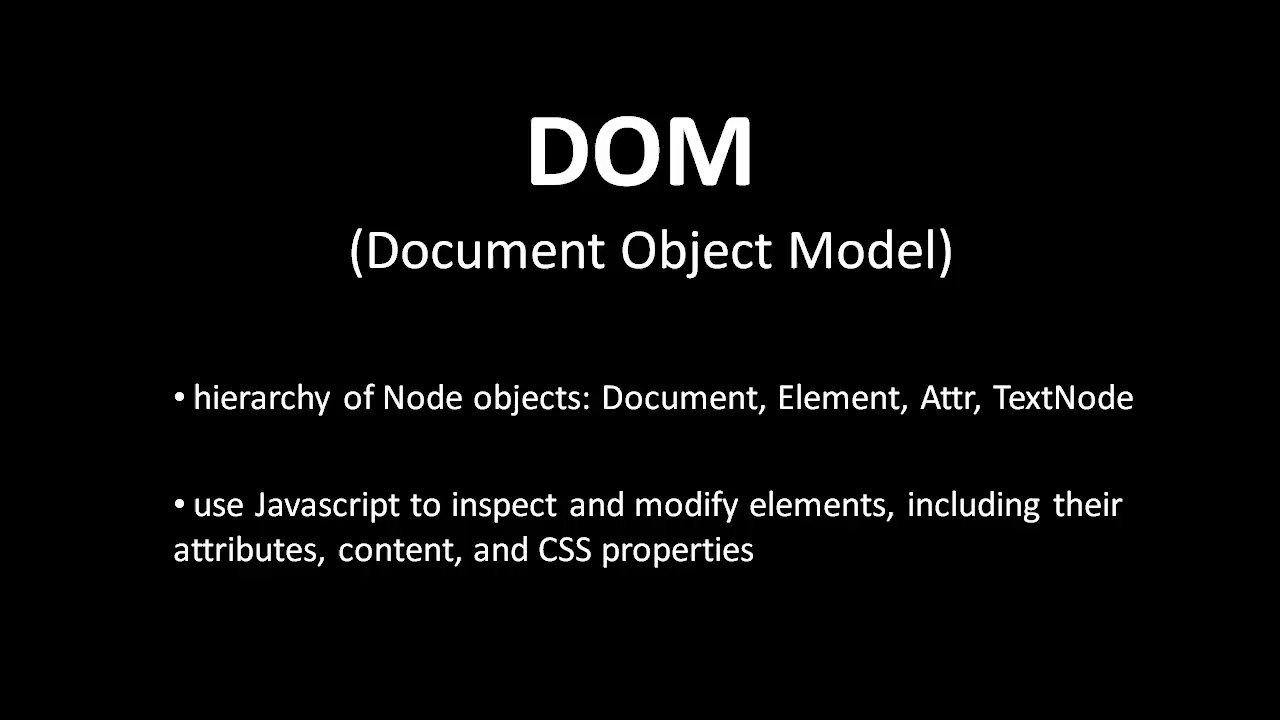 DOM
(Document Object Model)
• hierarchy of Node objects: Document, Element, Attr, TextNode
• use Javascript to inspect and modify elements, including their
attributes, content, and CSS properties